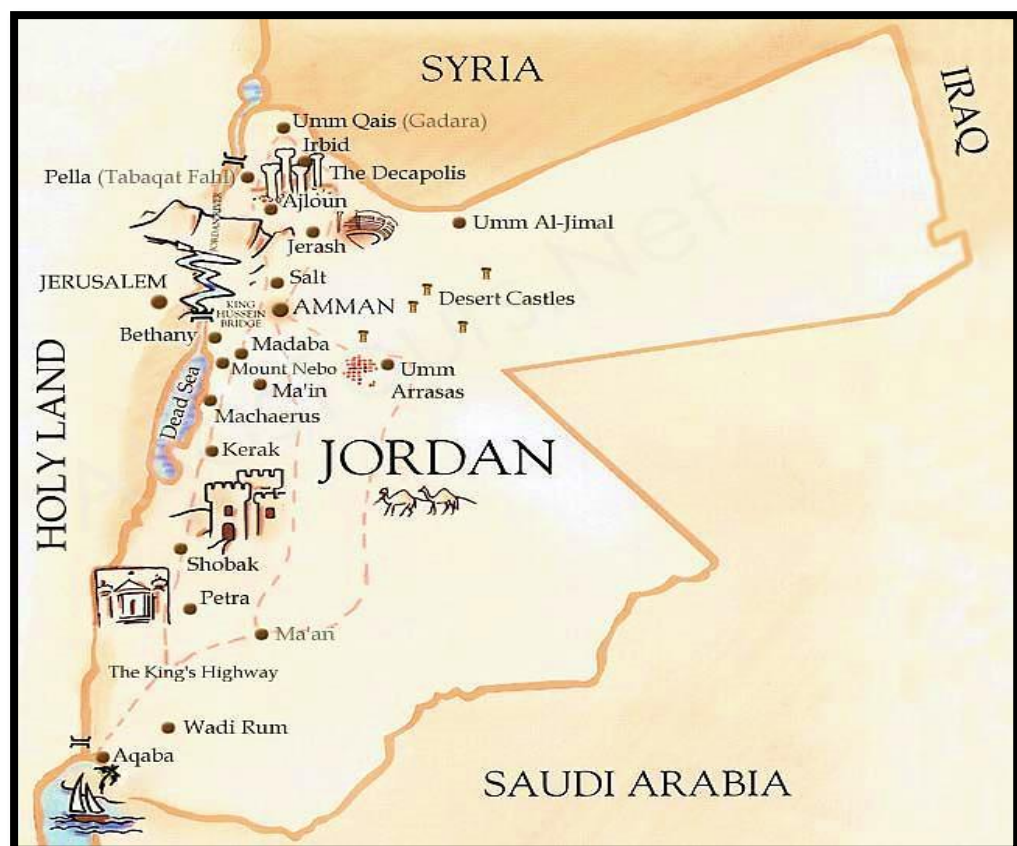 SYRIA
IRAQ
Umm Qais (Gadara)
Irbid
Pella (Tabaqat Fahl)
The Decapolis
Ajloun
JORDAN RIVER
Umm Al-Jimal
Jerash
JERUSALEM
Salt
Desert Castles
KING
HUSSEIN
BRIDGE
AMMAN
Bethany
Madaba
Mount Nebo
Umm
Arrasas
Ma'in
Dead Sea
Machaerus
HOLY LAND
Kerak
JORDAN
Shobak
Petra
Ma'an
The King's Highway
Wadi Rum
Aqaba
SAUDI ARABIA